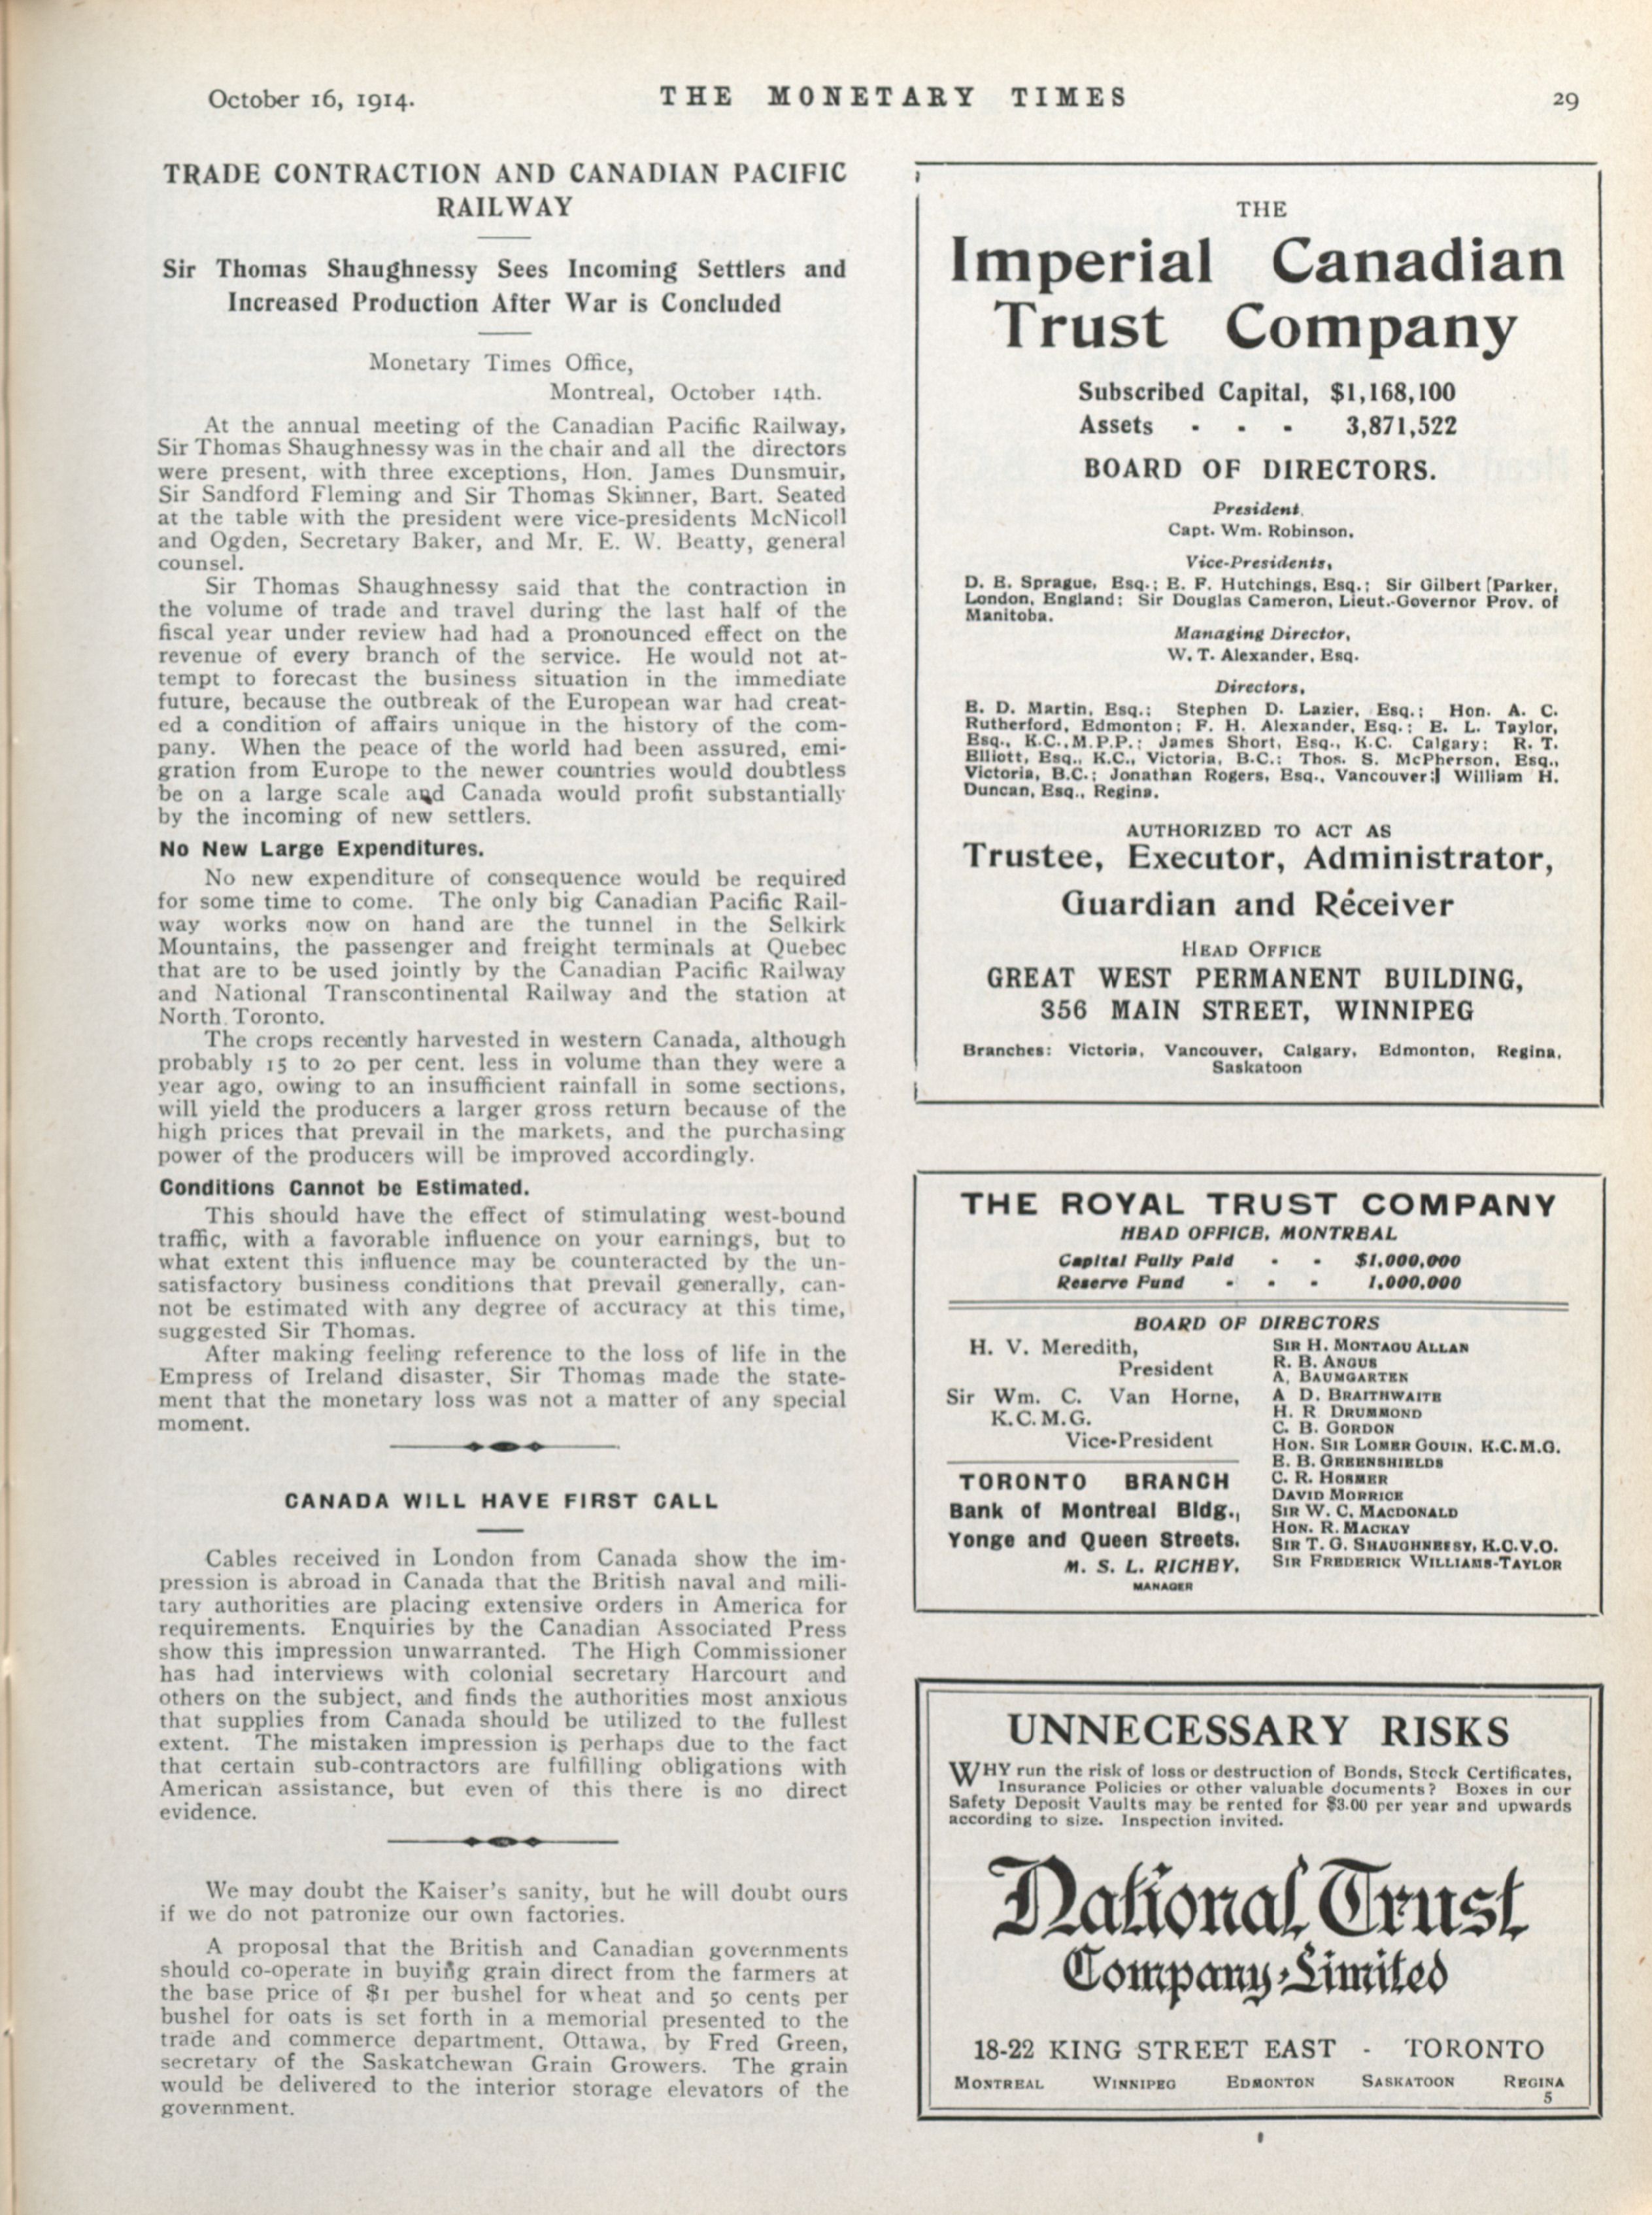 October 16, 1914.
THE MONETARY TIMES
29
TRADE CONTRACTION AND CANADIAN PACIFIC
RAILWAY
Sir Thomas Shaughnessy Sees Incoming Settlers and
Increased Production After War is Concluded
Monetary Times Office,
Montreal, October 14th.
At the annual meeting of the Canadian Pacific Railway,
Sir Thomas Shaughnessy was in the chair and all the directors
were present, with three exceptions, Hon. James Dunsmuir,
Sir Sandford Fleming and Sir Thomas Skinner, Bart. Seated
at the table with the president were vice-presidents McNicoll
and Ogden, Secretary Baker, and Mr. E. W. Beatty, general
counsel.
Sir Thomas Shaughnessy said that the contraction in
the volume of trade and travel during the last half of the
fiscal year under review had had a pronounced effect on the
revenue of every branch of the service. He would not at-
tempt to forecast the business situation in the immediate
future, because the outbreak of the European war had creat-
ed a condition of affairs unique in the history of the com-
pany. When the peace of the world had been assured, emi-
gration from Europe to the newer countries would doubtless
be on a large scale and Canada would profit substantially
by the incoming of new settlers.
No New Large Expenditures.
No new expenditure of consequence would be required
for some time to come. The only big Canadian Pacific Rail-
way works now on hand are the tunnel in the Selkirk
Mountains, the passenger and freight terminals at Quebec
that are to be used jointly by the Canadian Pacific Railway
and National Transcontinental Railway and the station at
North Toronto.
The crops recently harvested in western Canada, although
probably 15 to 20 per cent. less in volume than they were a
year ago, owing to an insufficient rainfall in some sections,
will yield the producers a larger gross return because of the
high prices that prevail in the markets, and the purchasing
power of the producers will be improved accordingly.
Conditions Cannot be Estimated.
This should have the effect of stimulating west-bound
traffic, with a favorable influence on your earnings, but to
what extent this influence may be counteracted by the un-
satisfactory business conditions that prevail generally, can-
not be estimated with any degree of accuracy at this time,
suggested Sir Thomas.
After making feeling reference to the loss of life in the
Empress of Ireland disaster, Sir Thomas made the state-
ment that the monetary loss was not a matter of any special
moment.
CANADA WILL HAVE FIRST CALL
Cables received in London from Canada show the im-
pression is abroad in Canada that the British naval and mili-
tary authorities are placing extensive orders in America for
requirements. Enquiries by the Canadian Associated Press
show this impression unwarranted. The High Commissioner
has had interviews with colonial secretary Harcourt and
others on the subject, and finds the authorities most anxious
that supplies from Canada should be utilized to the fullest
extent. The mistaken impression is perhaps due to the fact
that certain sub-contractors are fulfilling obligations with
American assistance, but even of this there is no direct
evidence.
We may doubt the Kaiser's sanity, but he will doubt ours
if we do not patronize our own factories.
A proposal that the British and Canadian governments
should co-operate in buying grain direct from the farmers at
the base price of $1 per bushel for wheat and 50 cents per
bushel for oats is set forth in a memorial presented to the
trade and commerce department, Ottawa, by Fred Green,
secretary of the Saskatchewan Grain Growers. The grain
would be delivered to the interior storage elevators of the
government.
THE
Imperial Canadian
Trust Company
Subscribed Capital, $1,168,100
Assets - - - 3,871,522
BOARD OF DIRECTORS.
President,
Capt. Wm. Robinson.
Vice-Presidents,
D. E. Sprague, Esq.; E. F. Hutchings, Esq.; Sir Gilbert [Parker,
London, England; Sir Douglas Cameron, Lieut.-Governor Prov. of
Manitoba.
Managing Director,
W. T. Alexander, Esq.
Directors,
E. D. Martin, Esq.; Stephen D. Lazier, Esq.; Hon. A. C.
Rutherford, Edmonton; F. H. Alexander, Esq.; E. L. Taylor,
Esq., K.C., M.P.P.; James Short, Esq., K.C. Calgary; R. T.
Elliott, Esq., K.C., Victoria, B.C.; Thos. S. McPherson, Esq.,
Victoria, B.C.; Jonathan Rogers, Esq., Vancouver; William H.
Duncan, Esq., Regina.
AUTHORIZED TO ACT AS
Trustee, Executor, Administrator,
Guardian and Receiver
HEAD OFFICE
GREAT WEST PERMANENT BUILDING,
356 MAIN STREET, WINNIPEG
Branches: Victoria, Vancouver, Calgary, Edmonton, Regina,
Saskatoon
THE ROYAL TRUST COMPANY
HEAD OFFICE, MONTREAL
Capital Fully Paid - - $1,000,000
Reserve Fund - - - 1,000,000
BOARD OF DIRECTORS
H. V. Meredith,
President
Sir Wm. C. Van Horne,
K.C.M.G.
Vice-President
TORONTO BRANCH
Bank of Montreal Bldg.,
Yonge and Queen Streets.
M. S. L. RICHEY,
MANAGER
SIR H. MONTAGU ALLAN
R. B. ANGUS
A. BAUMGARTEN
A D. BRAITHWAITE
H. R DRUMMOND
C. B. GORDON
HON. SIR LOMER GOUIN, K.C.M.G.
E. B. GREENSHIELDS
C. R. HOSMER
DAVID MORRICE
SIR W. C. MACDONALD
HON. R. MACKAY
SIR T. G. SHAUGHNESSY, K.C.V.O.
SIR FREDERICK WILLIAMS-TAYLOR
UNNECESSARY RISKS
WHY run the risk of loss or destruction of Bonds, Stock Certificates,
Insurance Policies or other valuable documents? Boxes in our
Safety Deposit Vaults may be rented for $3.00 per year and upwards
according to size. Inspection invited.
National Trust
Company Limited
18-22 KING STREET EAST - TORONTO
MONTREAL WINNIPEG EDMONTON SASKATOON REGINA
5